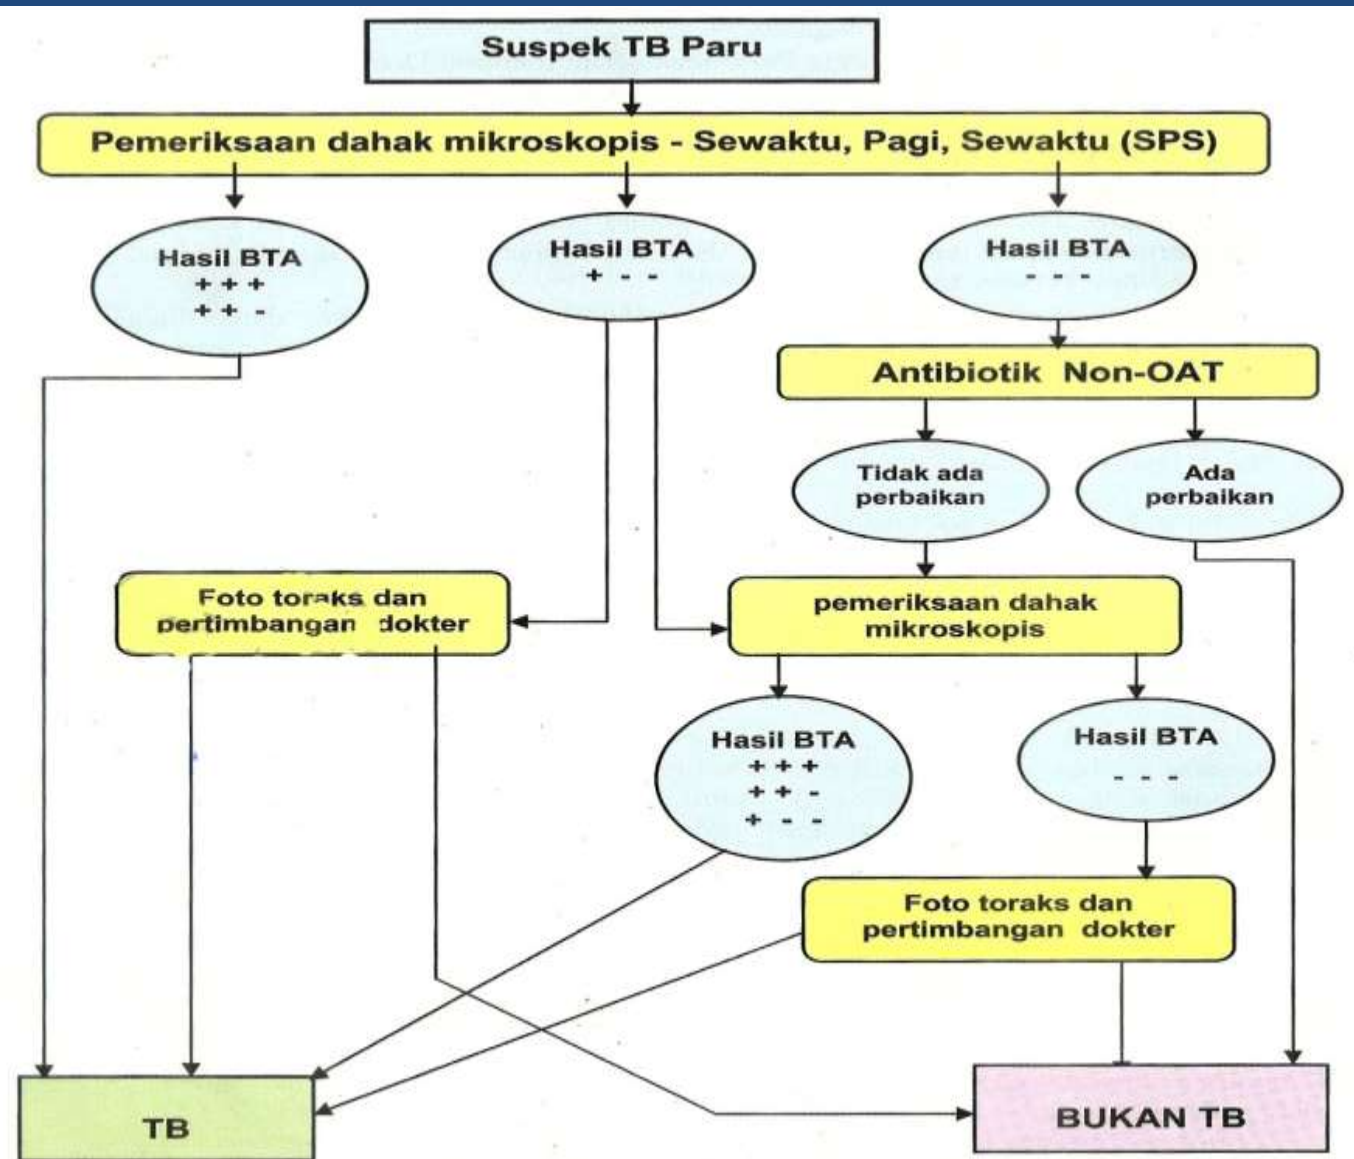 Suspek TB Paru
Pemeriksaan dahak mikroskopis - Sewaktu, Pagi, Sewaktu (SPS)
Hasil BTA
+ + +
+ + -
Hasil BTA
+ - -
Hasil BTA
- - -
Antibiotik Non-OAT
Tidak ada
perbaikan
Ada
perbaikan
Foto toraks dan
pertimbangan dokter
pemeriksaan dahak
mikroskopis
Hasil BTA
+ + +
+ + -
+ - -
Hasil BTA
- - -
Foto toraks dan
pertimbangan dokter
TB
BUKAN TB